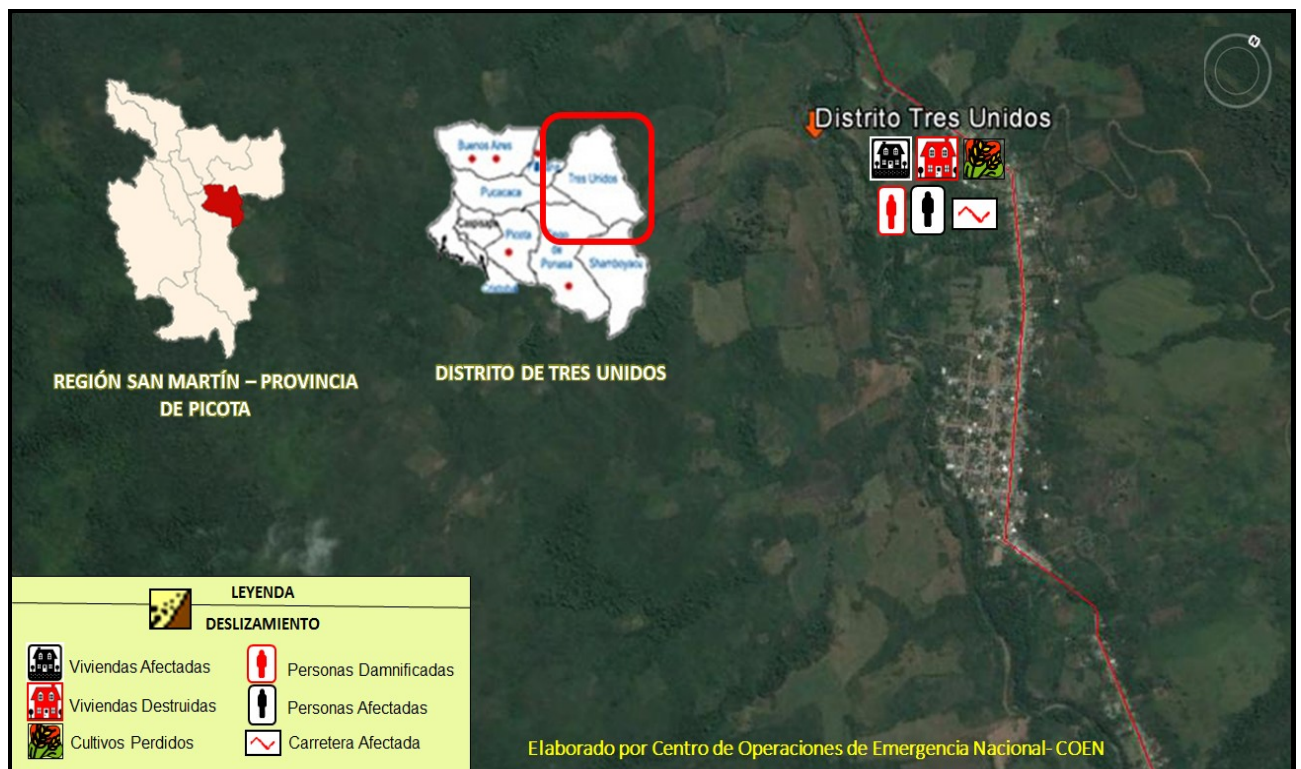 N
Distrito Tres Unidos
Buenos Aires
Tres Unidos
Pucacaca
Caspisapa
Picota
Shamboyacu
REGIÓN SAN MARTÍN – PROVINCIA
DE PICOTA
DISTRITO DE TRES UNIDOS
LEYENDA
DESLIZAMIENTO
Viviendas Afectadas
Personas Damnificadas
Viviendas Destruidas
Personas Afectadas
Cultivos Perdidos
Carretera Afectada
Elaborado por Centro de Operaciones de Emergencia Nacional- COEN